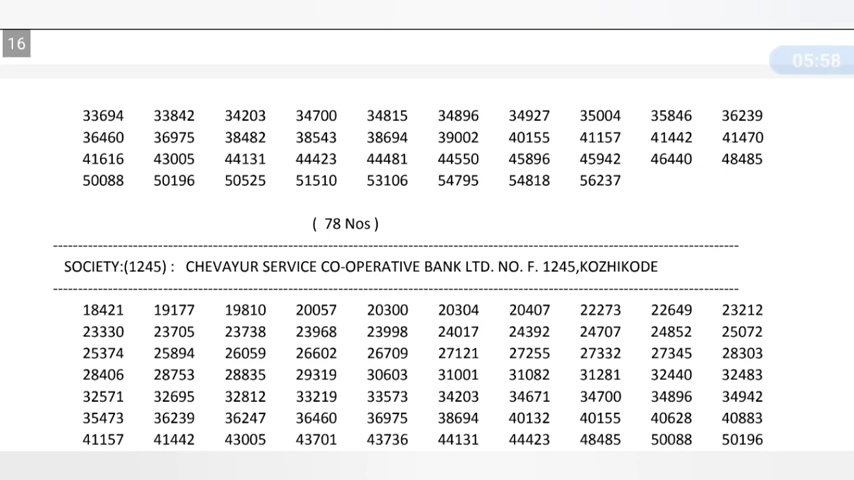 16
05:58
33694 33842 34203 34700 34815 34896 34927 35004 35846 36239
36460 36975 38482 38543 38694 39002 40155 41157 41442 41470
41616 43005 44131 44423 44481 44550 45896 45942 46440 48485
50088 50196 50525 51510 53106 54795 54818 56237
( 78 Nos )
SOCIETY:(1245) : CHEVAYUR SERVICE CO-OPERATIVE BANK LTD. NO. F. 1245,KOZHIKODE
18421 19177 19810 20057 20300 20304 20407 22273 22649 23212
23330 23705 23738 23968 23998 24017 24392 24707 24852 25072
25374 25894 26059 26602 26709 27121 27255 27332 27345 28303
28406 28753 28835 29319 30603 31001 31082 31281 32440 32483
32571 32695 32812 33219 33573 34203 34671 34700 34896 34942
35473 36239 36247 36460 36975 38694 40132 40155 40628 40883
41157 41442 43005 43701 43736 44131 44423 48485 50088 50196